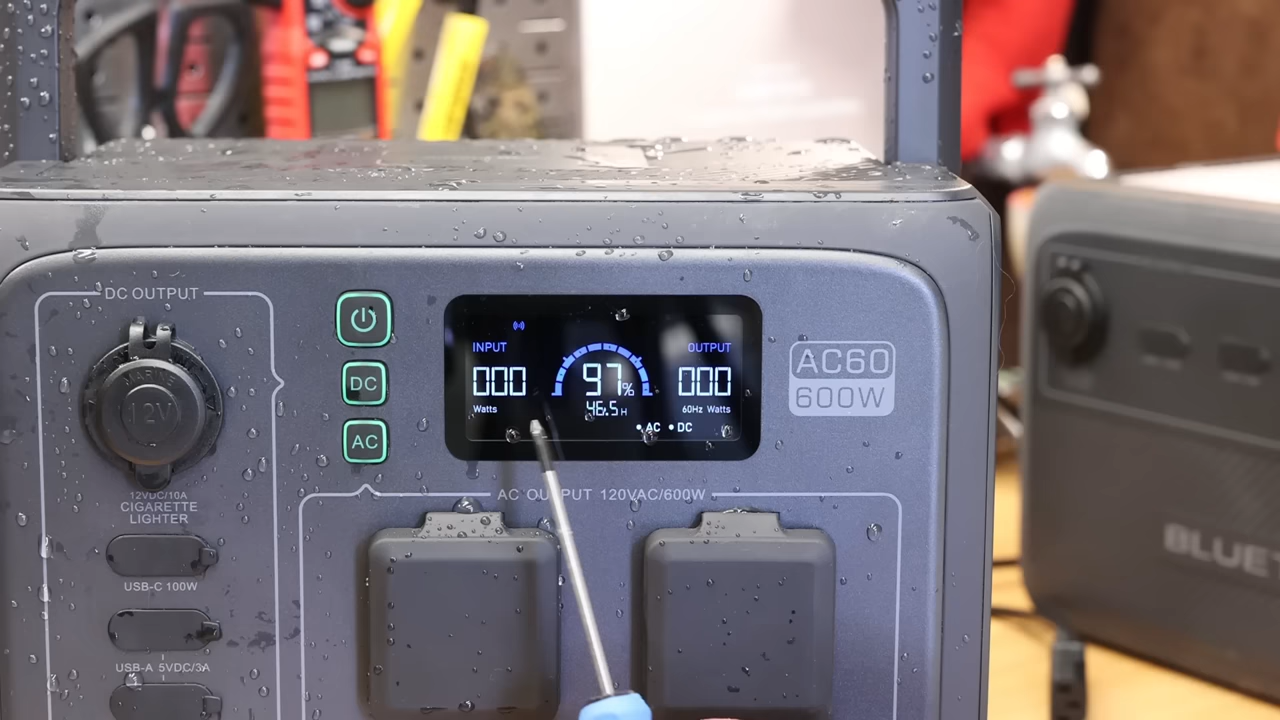 DC OUTPUT
MARINE
12V
12VDC/10A
CIGARETTE
LIGHTER
USB-C 100W
USB-A 5VDC/3A
DC
AC
INPUT
000
Watts
97%
46.5H
OUTPUT
000
60Hz Watts
AC DC
AC60
600W
AC OUTPUT 120VAC/600W
BLUET